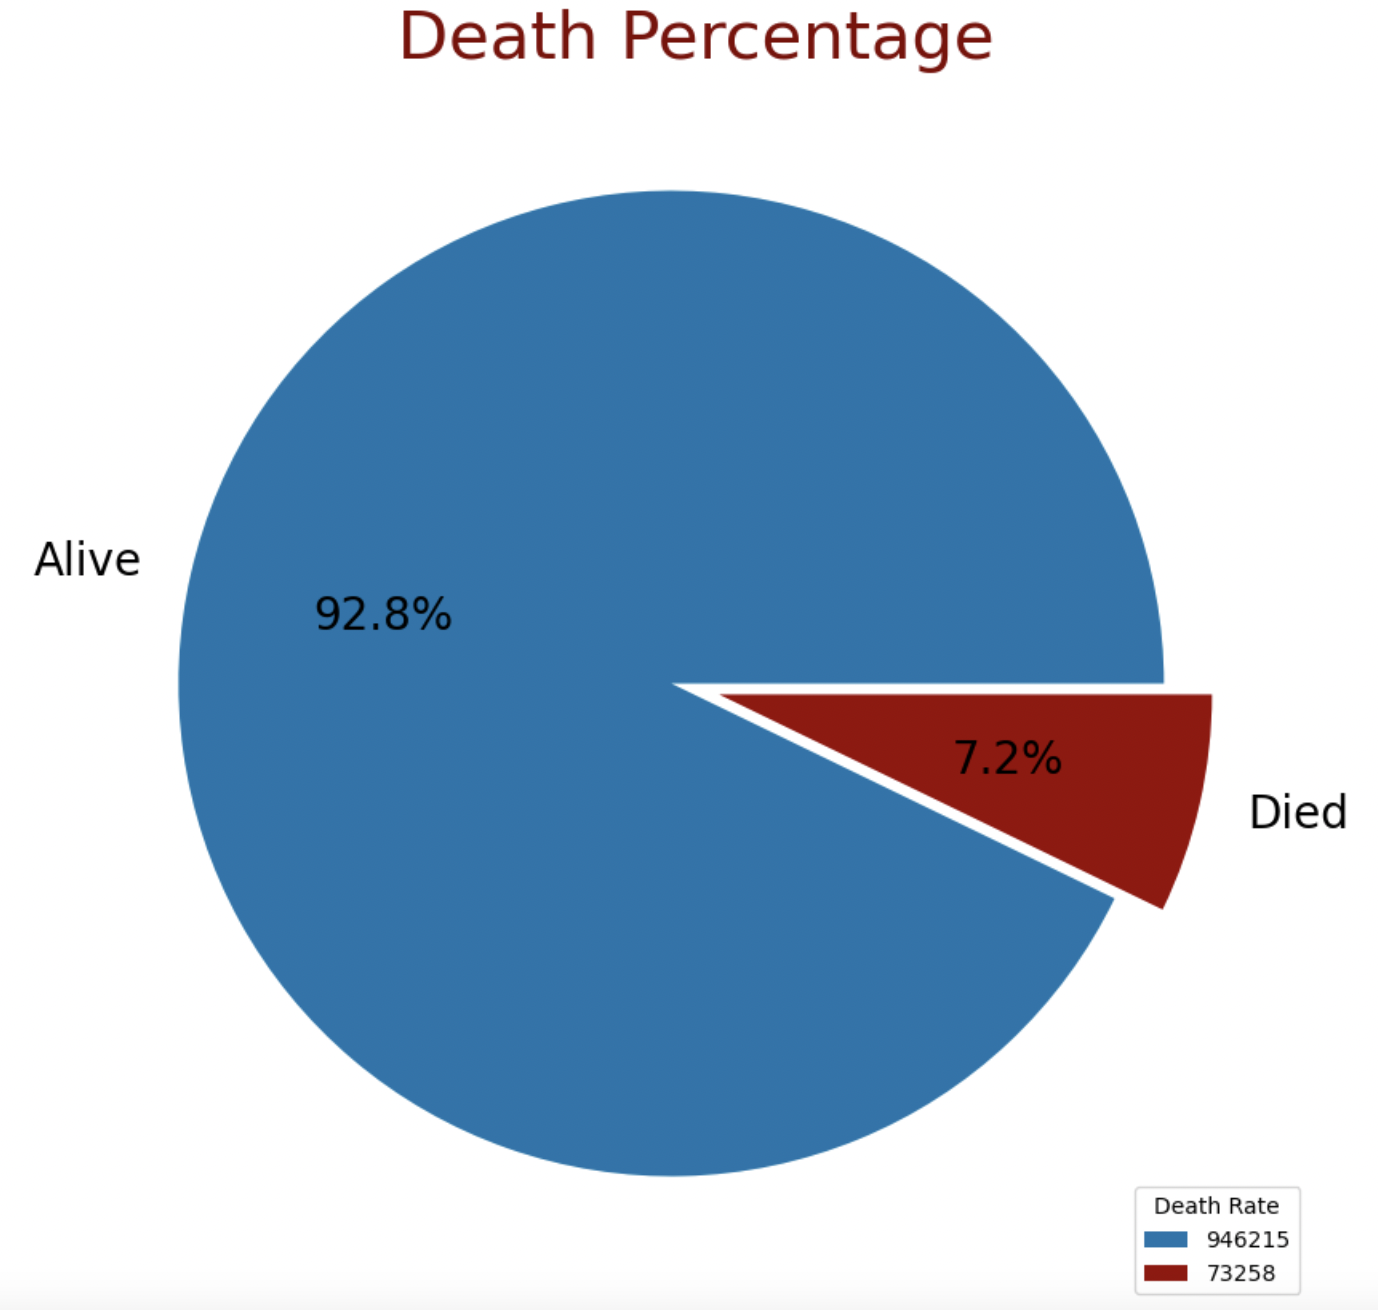 Death Percentage
Alive
92.8%
7.2%
Died
Death Rate
946215
73258